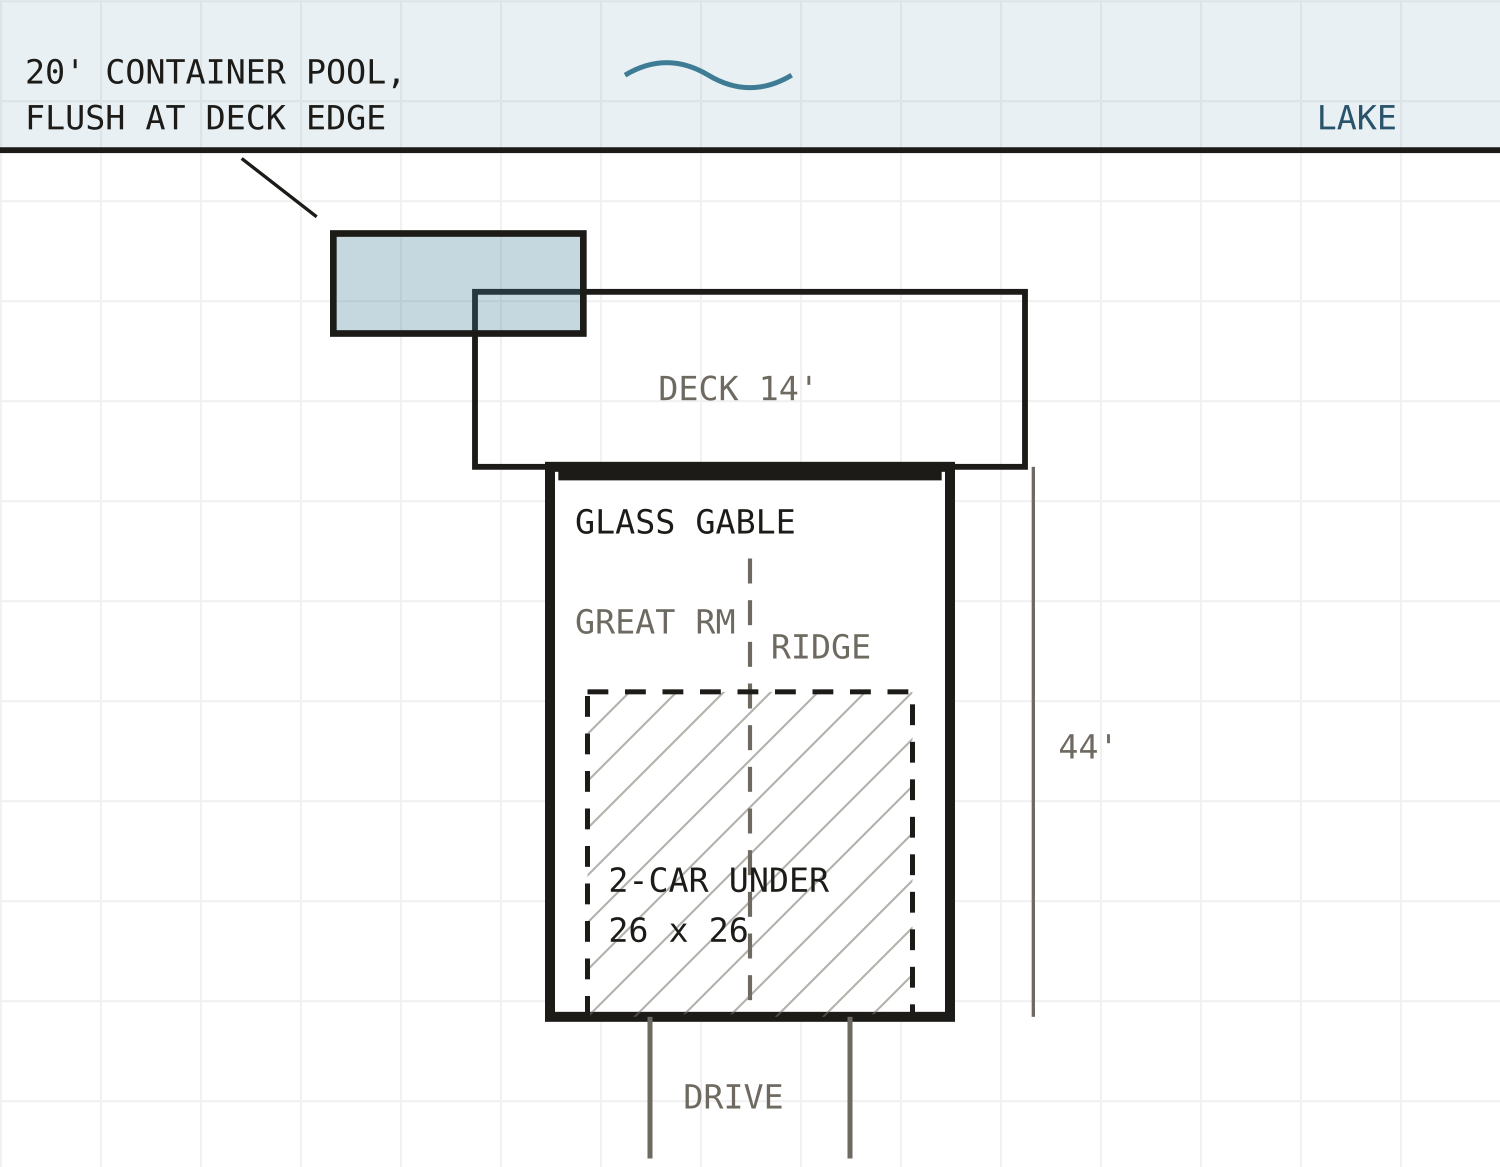 20' CONTAINER POOL,
FLUSH AT DECK EDGE
LAKE
DECK 14'
GLASS GABLE
GREAT RM
RIDGE
44'
2-CAR UNDER
26 x 26
DRIVE